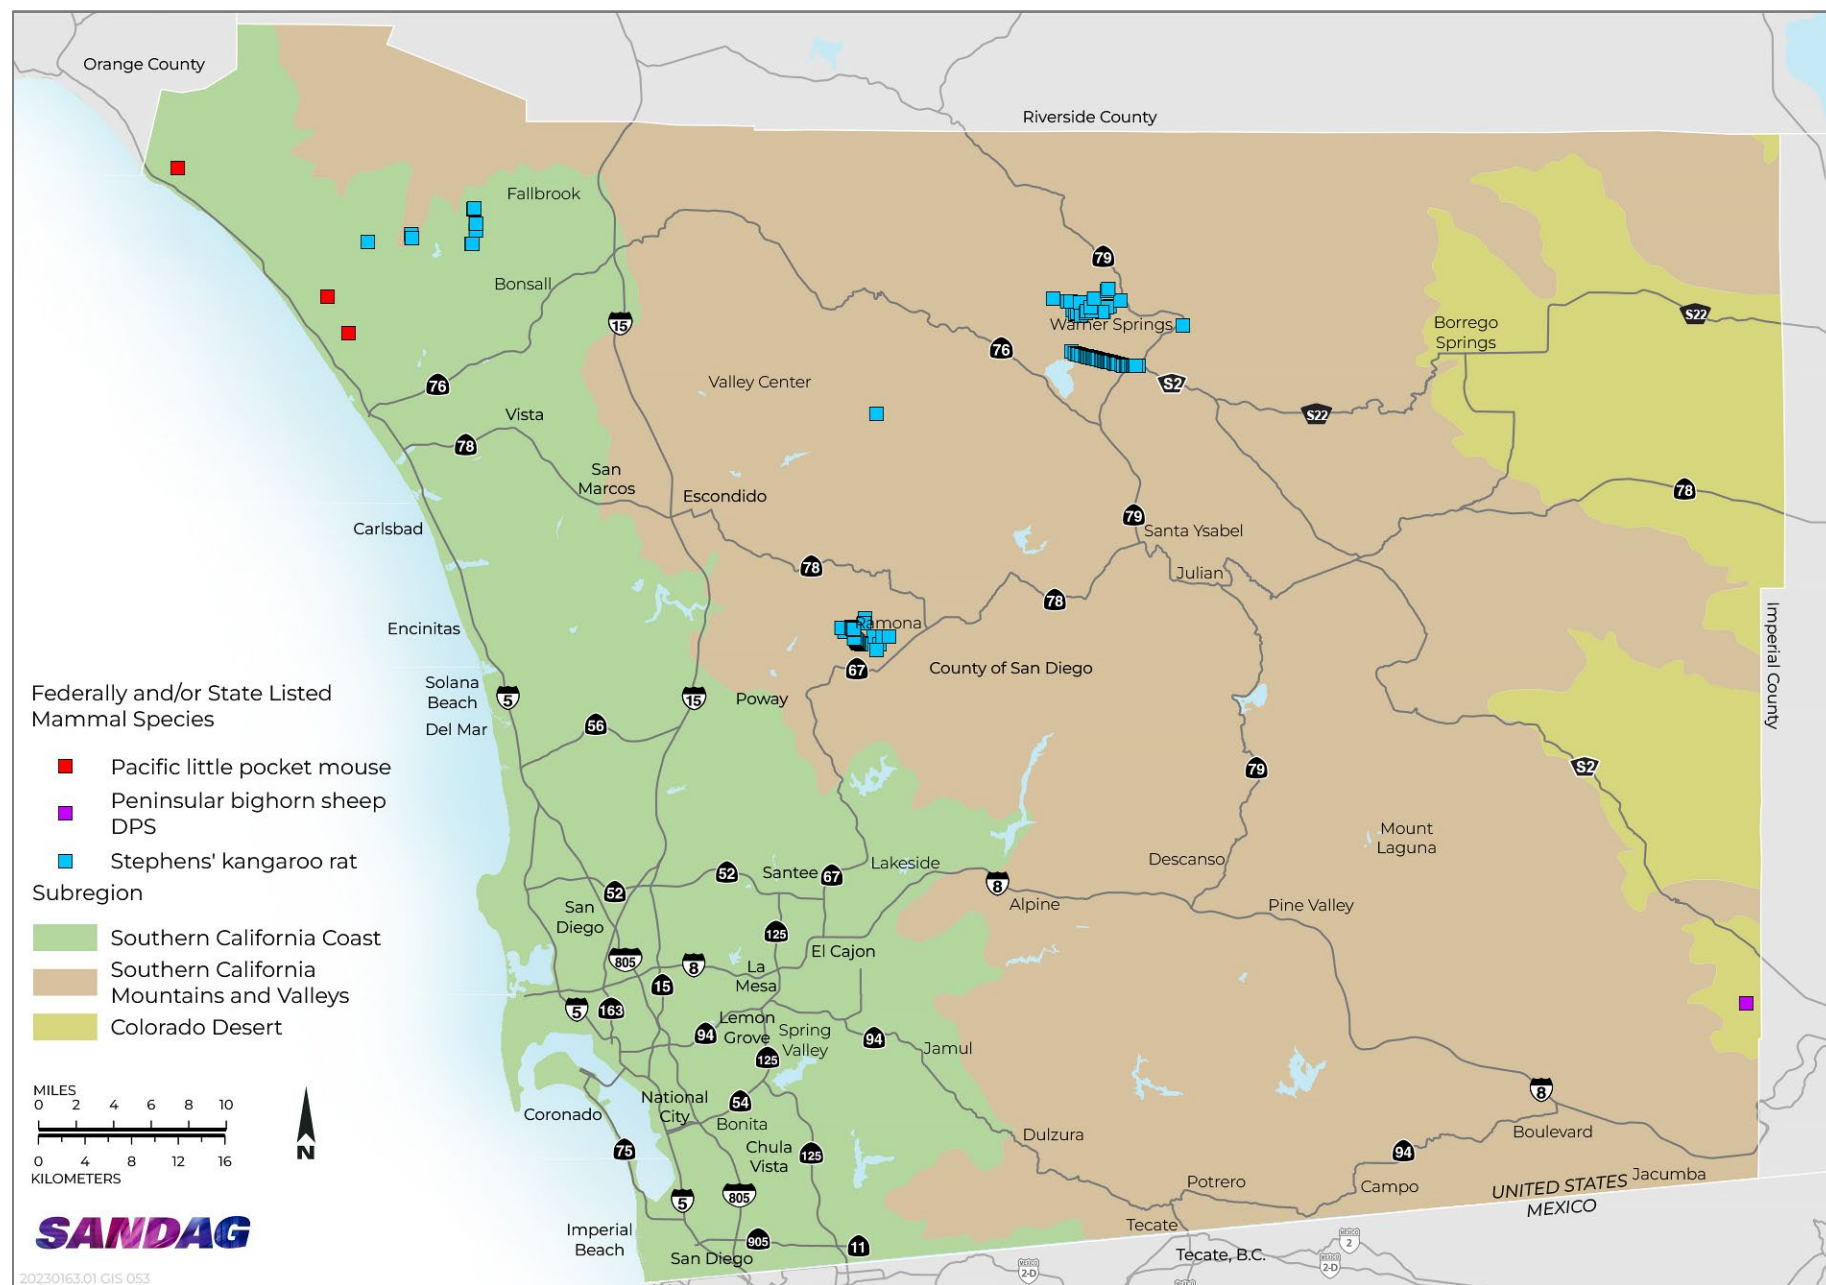 Orange County
Riverside County
Fallbrook
79
Bonsall
S22
15
Warner Springs
Borrego
Springs
76
Valley Center
S2
76
S22
Vista
78
San
Marcos
Escondido
78
79
Santa Ysabel
Carlsbad
78
Julian
78
Encinitas
Ramona
Imperial County
67
County of San Diego
Solana
Beach
5
15
Poway
Del Mar
56
S2
79
Mount
Laguna
Descanso
52
Santee
67
Lakeside
52
8
Alpine
Pine Valley
San
Diego
125
El Cajon
805
8
La
Mesa
15
5
163
Lemon
Grove
94
Spring
Valley
94
Jamul
125
8
National
City
54
Coronado
Bonita
Dulzura
Boulevard
75
Chula
Vista
125
94
Jacumba
Potrero
Campo
UNITED STATES
MEXICO
5
805
Imperial
Beach
Tecate
905
11
San Diego
Tecate, B.C.
MEXICO
2
MEXICO
2-D
MEXICO
2-D
Federally and/or State Listed
Mammal Species
Pacific little pocket mouse
Peninsular bighorn sheep
DPS
Stephens' kangaroo rat
Subregion
Southern California Coast
Southern California
Mountains and Valleys
Colorado Desert
MILES
0 2 4 6 8 10
0 4 8 12 16
KILOMETERS
N
SANDAG
20230163.01 GIS 053